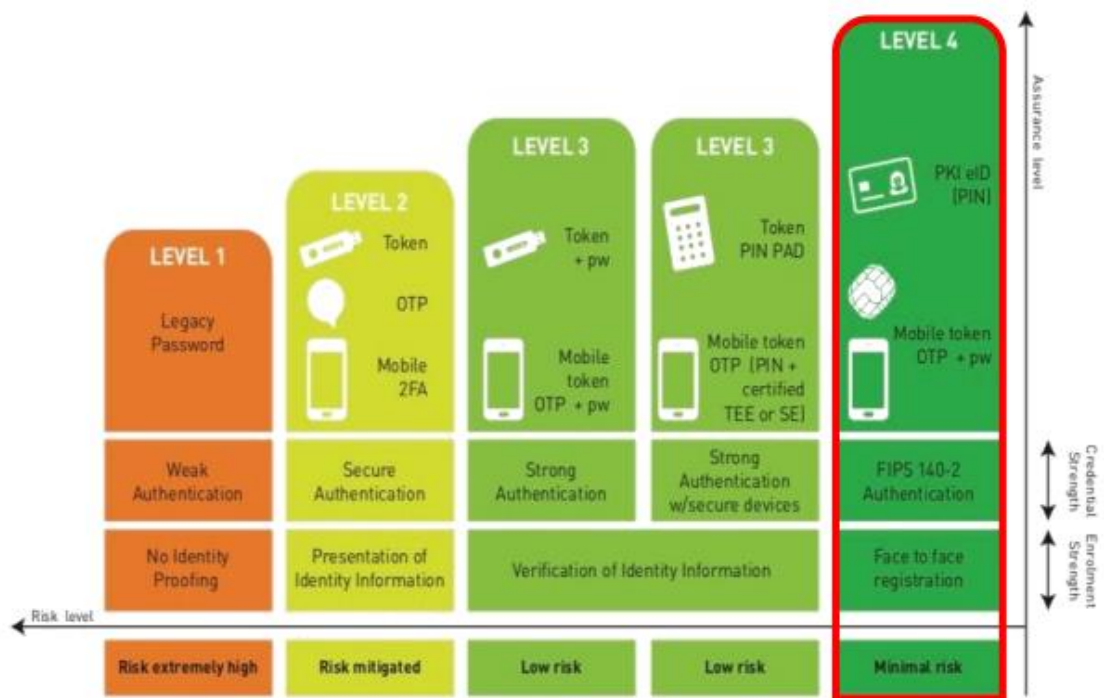 LEVEL 4
PKI eID
(PIN)
Mobile token
OTP + pw
LEVEL 3
Token
+ pw
Mobile
token
OTP + pw
LEVEL 3
Token
PIN PAD
Mobile token
OTP (PIN +
certified
TEE or SE)
LEVEL 2
Token
OTP
Mobile
2FA
LEVEL 1
Legacy
Password
Assurance level
Weak
Authentication
Secure
Authentication
Strong
Authentication
Strong
Authentication
w/secure devices
FIPS 140-2
Authentication
Credential
Strength
No Identity
Proofing
Presentation of
Identity Information
Verification of Identity Information
Face to face
registration
Enrolment
Strength
Risk level
Risk extremely high
Risk mitigated
Low risk
Low risk
Minimal risk